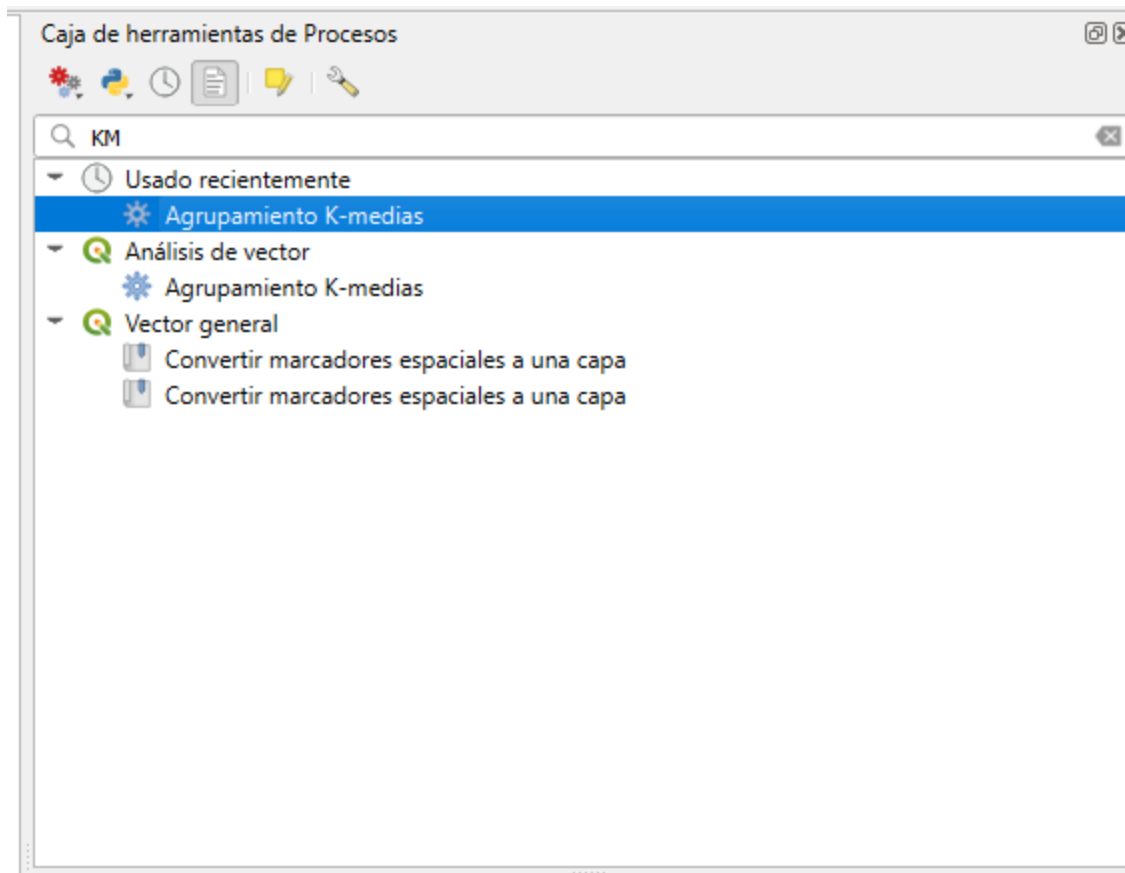 Caja de herramientas de Procesos
KM
Usado recientemente
Agrupamiento K-medias
Análisis de vector
Agrupamiento K-medias
Vector general
Convertir marcadores espaciales a una capa
Convertir marcadores espaciales a una capa